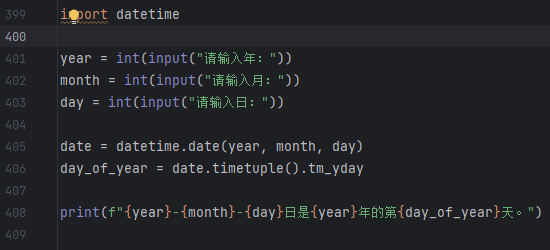 399 import datetime
400
401 year = int(input("请输入年："))
402 month = int(input("请输入月："))
403 day = int(input("请输入日："))
404
405 date = datetime.date(year, month, day)
406 day_of_year = date.timetuple().tm_yday
407
408 print(f"{year}-{month}-{day}日是{year}年的第{day_of_year}天。")
409